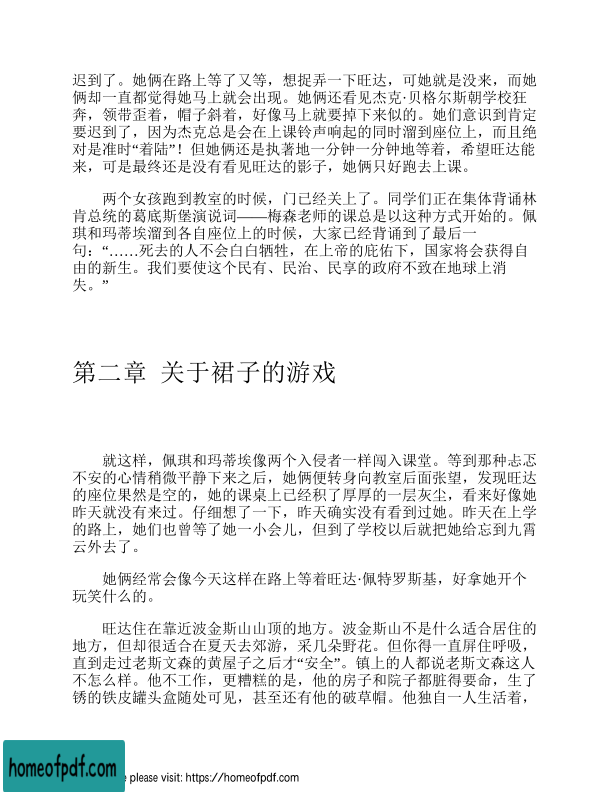 迟到了。她俩在路上等了又等，想捉弄一下旺达，可她就是没来，而她
俩却一直都觉得她马上就会出现。她俩还看见杰克·贝格尔斯朝学校狂
奔，领带歪着，帽子斜着，好像马上就要掉下来似的。她们意识到肯定
要迟到了，因为杰克总是会在上课铃声响起的同时溜到座位上，而且绝
对是准时“着陆”！但她俩还是执著地一分钟一分钟地等着，希望旺达能
来，可是最终还是没有看见旺达的影子，她俩只好跑去上课。
两个女孩跑到教室的时候，门已经关上了。同学们正在集体背诵林
肯总统的葛底斯堡演说词——梅森老师的课总是以这种方式开始的。佩
琪和玛蒂埃溜到各自座位上的时候，大家已经背诵到了最后一
句：“……死去的人不会白白牺牲，在上帝的庇佑下，国家将会获得自
由的新生。我们要使这个民有、民治、民享的政府不致在地球上消
失。”
第二章 关于裙子的游戏
就这样，佩琪和玛蒂埃像两个入侵者一样闯入课堂。等到那种忐忑
不安的心情稍微平静下来之后，她俩便转身向教室后面张望，发现旺达
的座位果然是空的，她的课桌上已经积了厚厚的一层灰尘，看来好像她
昨天就没有来过。仔细想了一下，昨天确实没有看到过她。昨天在上学
的路上，她们也曾等了她一小会儿，但到了学校以后就把她给忘到九霄
云外去了。
她俩经常会像今天这样在路上等着旺达·佩特罗斯基，好拿她开个
玩笑什么的。
旺达住在靠近波金斯山山顶的地方。波金斯山不是什么适合居住的
地方，但却很适合在夏天去郊游，采几朵野花。但你得一直屏住呼吸，
直到走过老斯文森的黄屋子之后才“安全”。镇上的人都说老斯文森这人
不怎么样。他不工作，更糟糕的是，他的房子和院子都脏得要命，生了
锈的铁皮罐头盒随处可见，甚至还有他的破草帽。他独自一人生活着，
homeofpdf.com
e please visit: https://homeofpdf.com